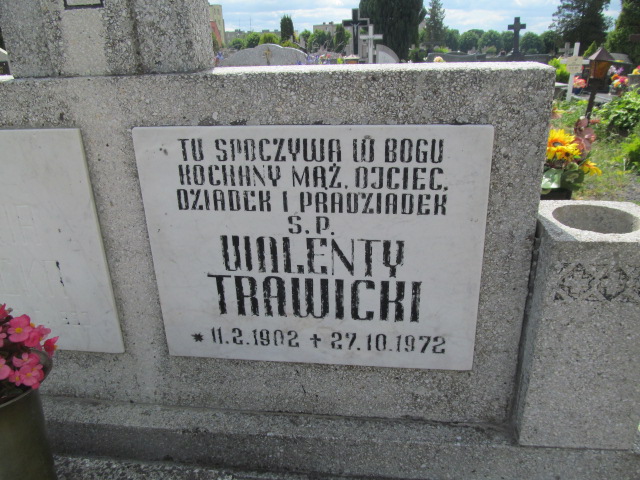 TU SPOCZYWA W BOGU
KOCHANY MĄŻ, OJCIEC,
DZIADEK I PRADZIADEK
Ś.P.
WALENTY
TRAWICKI
* 11.2.1902 + 27.10.1972